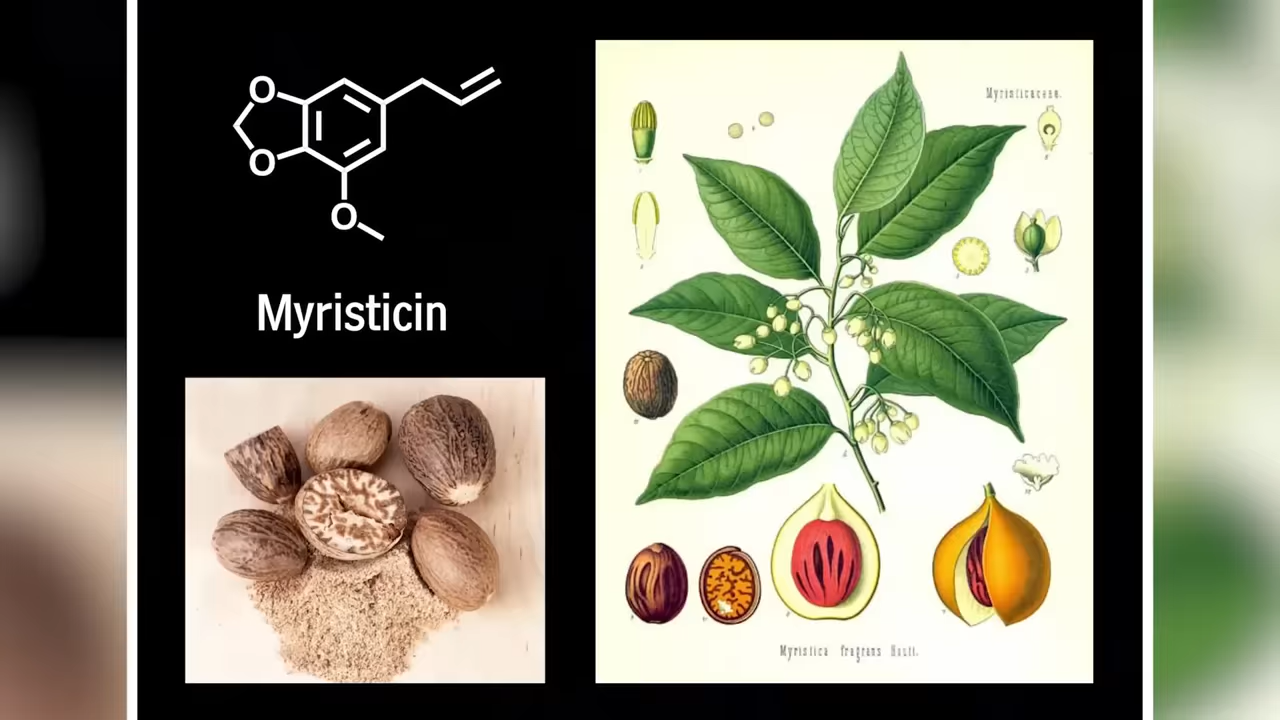 O
O
O
Myristicin
Myristicaceae.
Myristica fragrans Houtt.